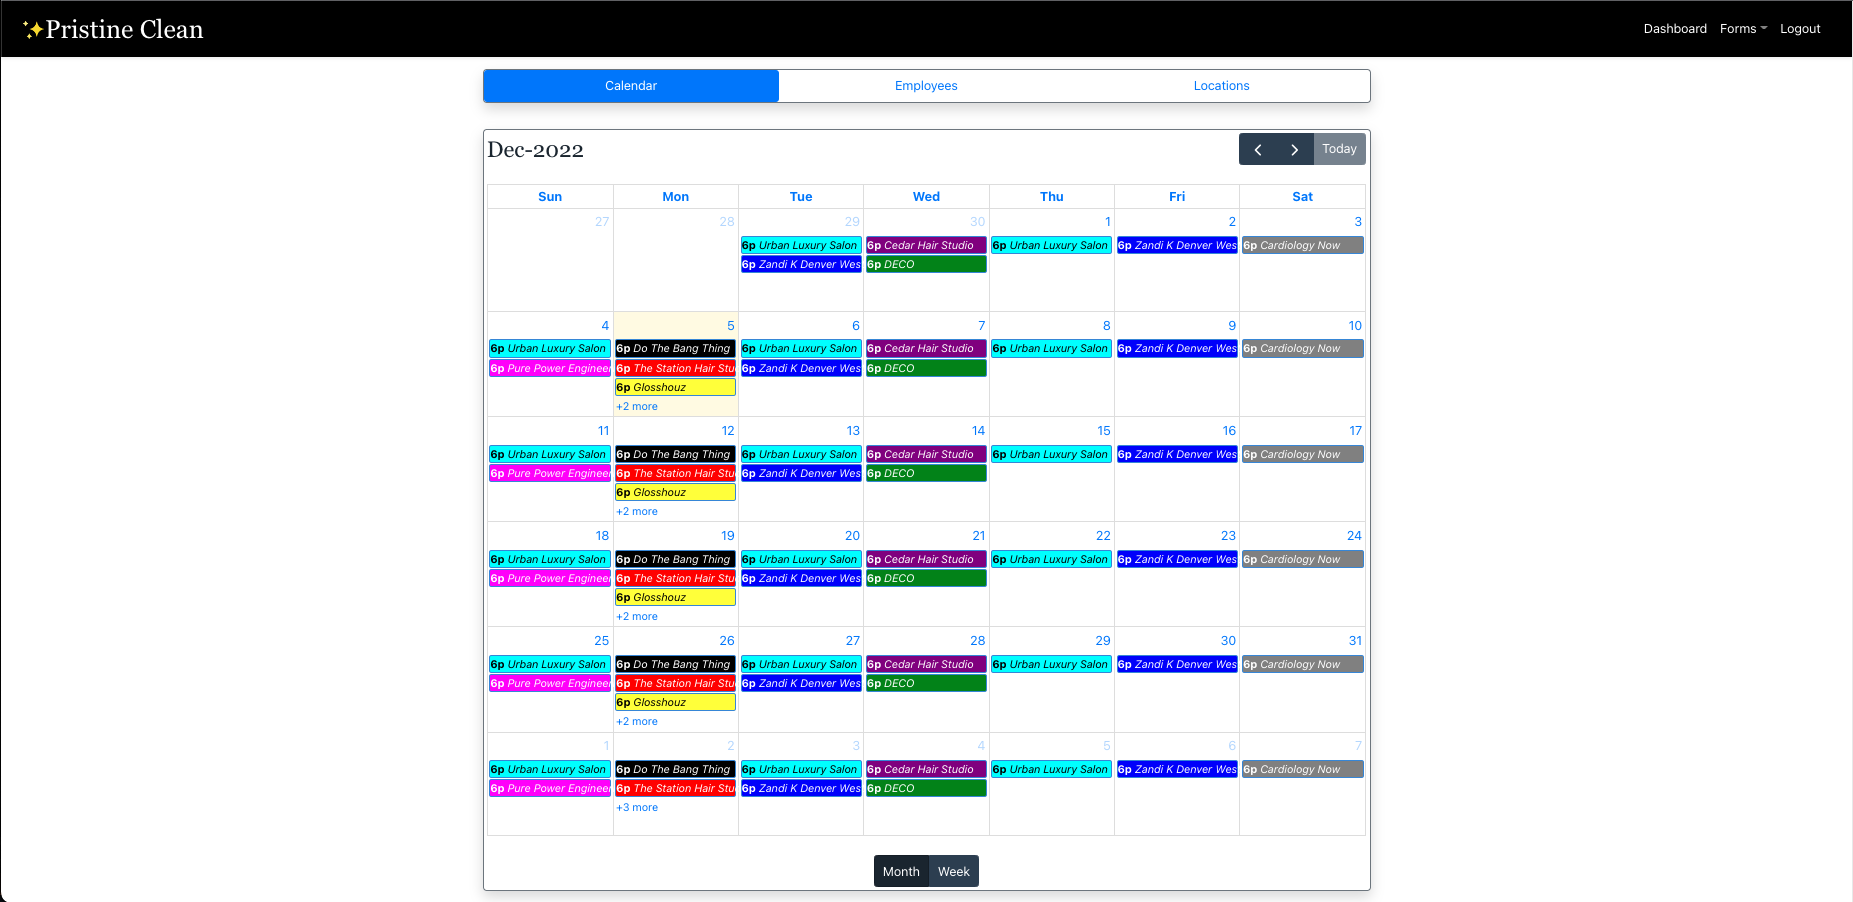 ✨Pristine Clean
Dashboard Forms Logout
Calendar Employees Locations
Dec-2022
Today
Sun Mon Tue Wed Thu Fri Sat
27 28 29 30 1 2 3
6p Urban Luxury Salon 6p Cedar Hair Studio 6p Urban Luxury Salon 6p Zandi K Denver Wes 6p Cardiology Now
6p Zandi K Denver Wes 6p DECO
4 5 6 7 8 9 10
6p Urban Luxury Salon 6p Do The Bang Thing 6p Urban Luxury Salon 6p Cedar Hair Studio 6p Urban Luxury Salon 6p Zandi K Denver Wes 6p Cardiology Now
6p Pure Power Engineer 6p The Station Hair Stu 6p Zandi K Denver Wes 6p DECO
6p Glosshouz
+2 more
11 12 13 14 15 16 17
6p Urban Luxury Salon 6p Do The Bang Thing 6p Urban Luxury Salon 6p Cedar Hair Studio 6p Urban Luxury Salon 6p Zandi K Denver Wes 6p Cardiology Now
6p Pure Power Engineer 6p The Station Hair Stu 6p Zandi K Denver Wes 6p DECO
6p Glosshouz
+2 more
18 19 20 21 22 23 24
6p Urban Luxury Salon 6p Do The Bang Thing 6p Urban Luxury Salon 6p Cedar Hair Studio 6p Urban Luxury Salon 6p Zandi K Denver Wes 6p Cardiology Now
6p Pure Power Engineer 6p The Station Hair Stu 6p Zandi K Denver Wes 6p DECO
6p Glosshouz
+2 more
25 26 27 28 29 30 31
6p Urban Luxury Salon 6p Do The Bang Thing 6p Urban Luxury Salon 6p Cedar Hair Studio 6p Urban Luxury Salon 6p Zandi K Denver Wes 6p Cardiology Now
6p Pure Power Engineer 6p The Station Hair Stu 6p Zandi K Denver Wes 6p DECO
6p Glosshouz
+2 more
1 2 3 4 5 6 7
6p Urban Luxury Salon 6p Do The Bang Thing 6p Urban Luxury Salon 6p Cedar Hair Studio 6p Urban Luxury Salon 6p Zandi K Denver Wes 6p Cardiology Now
6p Pure Power Engineer 6p The Station Hair Stu 6p Zandi K Denver Wes 6p DECO
+3 more
Month Week